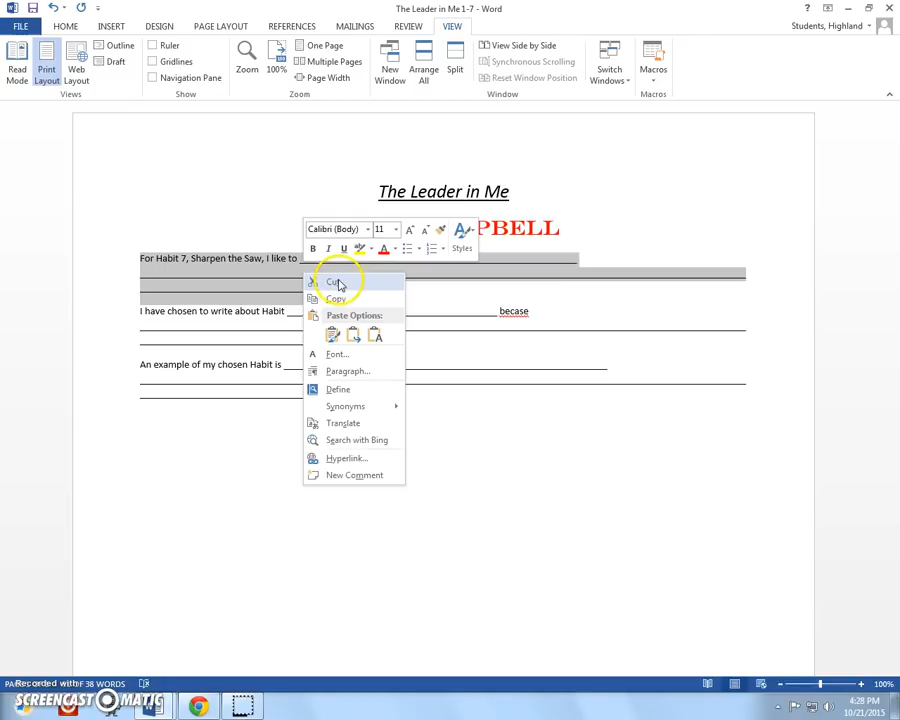 The Leader in Me 1-7 - Word
FILE HOME INSERT DESIGN PAGE LAYOUT REFERENCES MAILINGS REVIEW VIEW Students, Highland
Read Mode
Print Layout
Web Layout
Outline
Draft
Views
Ruler
Gridlines
Navigation Pane
Show
Zoom
100%
One Page
Multiple Pages
Page Width
Zoom
New Window
Arrange All
Split
View Side by Side
Synchronous Scrolling
Reset Window Position
Window
Switch Windows
Macros
Macros
The Leader in Me
PBELL
Calibri (Body) 11
B I U
Styles
For Habit 7, Sharpen the Saw, I like to
Cut
Copy
Paste Options:
I have chosen to write about Habit becase
Font...
Paragraph...
An example of my chosen Habit is
Define
Synonyms
Translate
Search with Bing
Hyperlink...
New Comment
OF 38 WORDS
100%
Recorded with
SCREENCAST MATIC
4:28 PM
10/21/2015